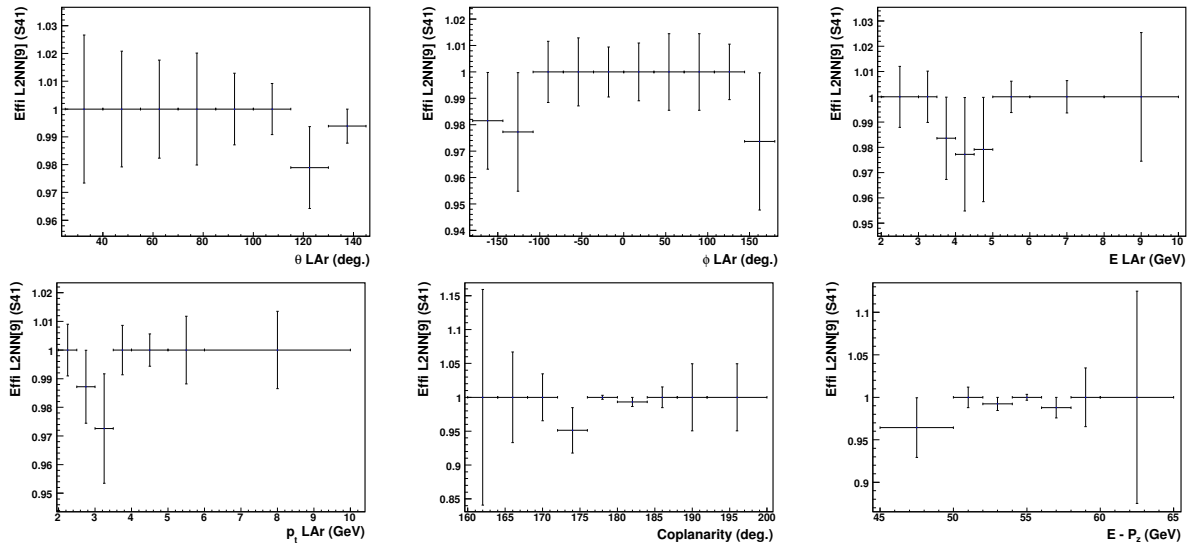 Effi L2NN[9] (S41)
1.03
1.02
1.01
1
0.99
0.98
0.97
0.96
40 60 80 100 120 140
θ LAr (deg.)
Effi L2NN[9] (S41)
1.02
1.01
1
0.99
0.98
0.97
0.96
0.95
0.94
-150 -100 -50 0 50 100 150
ϕ LAr (deg.)
Effi L2NN[9] (S41)
1.03
1.02
1.01
1
0.99
0.98
0.97
0.96
0.95
2 3 4 5 6 7 8 9 10
E LAr (GeV)
Effi L2NN[9] (S41)
1.02
1.01
1
0.99
0.98
0.97
0.96
0.95
2 3 4 5 6 7 8 9 10
pt LAr (GeV)
Effi L2NN[9] (S41)
1.15
1.1
1.05
1
0.95
0.9
0.85
160 165 170 175 180 185 190 195 200
Coplanarity (deg.)
Effi L2NN[9] (S41)
1.1
1.05
1
0.95
0.9
45 50 55 60 65
E - Pz (GeV)